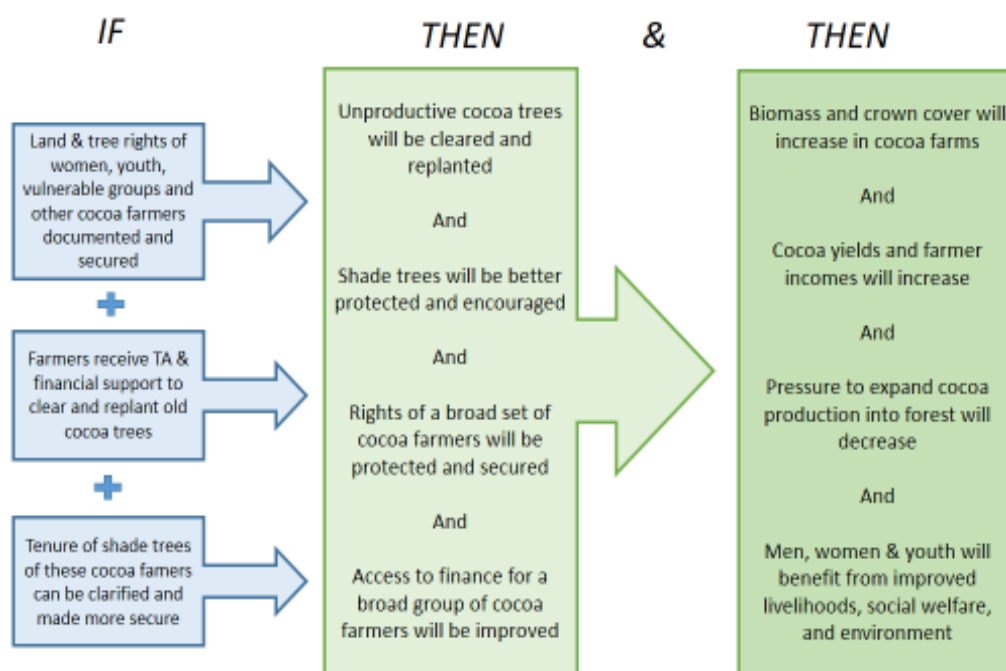 IF
THEN
&
THEN
Land & tree rights of
women, youth,
vulnerable groups and
other cocoa farmers
documented and
secured
Farmers receive TA &
financial support to
clear and replant old
cocoa trees
Tenure of shade trees
of these cocoa famers
can be clarified and
made more secure
Unproductive cocoa trees
will be cleared and
replanted
And
Shade trees will be better
protected and encouraged
And
Rights of a broad set of
cocoa farmers will be
protected and secured
And
Access to finance for a
broad group of cocoa
farmers will be improved
Biomass and crown cover will
increase in cocoa farms
And
Cocoa yields and farmer
incomes will increase
And
Pressure to expand cocoa
production into forest will
decrease
And
Men, women & youth will
benefit from improved
livelihoods, social welfare,
and environment